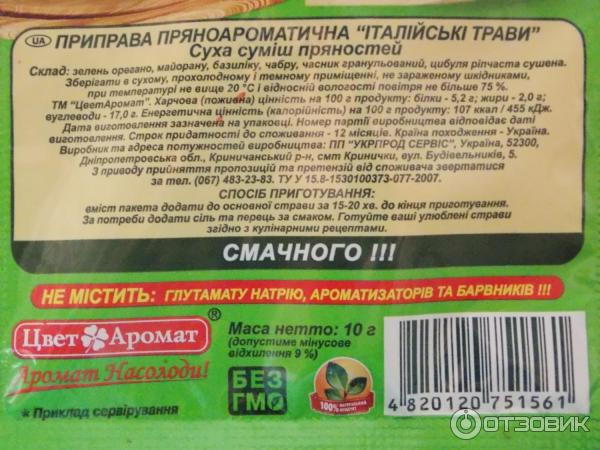 UA ПРИПРАВА ПРЯНОАРОМАТИЧНА “ІТАЛІЙСЬКІ ТРАВИ”
Суха суміш пряностей
Склад: зелень орегано, майорану, базиліку, чабру, часник гранульований, цибуля ріпчаста сушена.
Зберігати в сухому, прохолодному і темному приміщенні, не зараженому шкідниками,
при температурі не вище 20 °С і відносній вологості повітря не більше 75 %.
ТМ “ЦветАромат”. Харчова (поживна) цінність на 100 г продукту: білки - 5,2 г; жири - 2,0 г;
вуглеводи - 17,0 г. Енергетична цінність (калорійність) на 100 г продукту: 107 ккал / 455 кДж.
Дата виготовлення зазначена на упаковці. Номер партії виробництва відповідає даті
виготовлення. Строк придатності до споживання - 12 місяців. Країна походження - Україна.
Виробник та адреса потужностей виробництва: ПП “УКРПРОД СЕРВІС”, Україна, 52300,
Дніпропетровська обл., Криничанський р-н, смт Кринички, вул. Будівельників, 5.
З приводу прийняття пропозицій та претензій від споживача звертатися
за тел. (067) 483-23-83. ТУ У 15.8-1530100373-077-2007.
СПОСІБ ПРИГОТУВАННЯ:
вміст пакета додати до основної страви за 15-20 хв. до кінця приготування.
За потреби додати сіль та перець за смаком. Готуйте ваші улюблені страви
згідно з кулінарними рецептами.
СМАЧНОГО !!!
НЕ МІСТИТЬ: ГЛУТАМАТУ НАТРІЮ, АРОМАТИЗАТОРІВ ТА БАРВНИКІВ !!!
Цвет Аромат ®
Аромат Насолоди!
* Приклад сервірування
Маса нетто: 10 г
(допустиме мінусове
відхилення 9 %)
БЕЗ
ГМО
100% НАТУРАЛЬНИЙ ПРОДУКТ
4 820120 751561
ОТЗОВИК